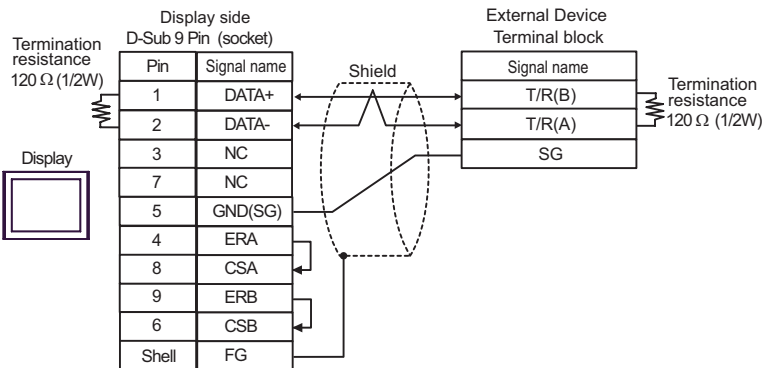 Display side
D-Sub 9 Pin (socket)
External Device
Terminal block
Termination
resistance
120 Ω (1/2W)
Pin Signal name
Shield
Signal name
Termination
resistance
120 Ω (1/2W)
1 DATA+
T/R(B)
2 DATA-
T/R(A)
3 NC
SG
Display
7 NC
5 GND(SG)
4 ERA
8 CSA
9 ERB
6 CSB
Shell FG